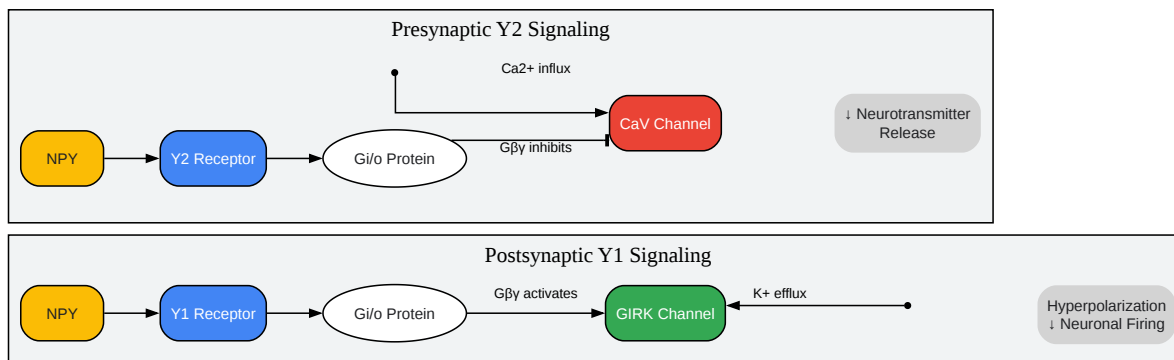 Presynaptic Y2 Signaling
Ca2+ influx
NPY
Y2 Receptor
Gi/o Protein
Gβγ inhibits
CaV Channel
↓ Neurotransmitter
Release
Postsynaptic Y1 Signaling
NPY
Y1 Receptor
Gi/o Protein
Gβγ activates
GIRK Channel
K+ efflux
Hyperpolarization
↓ Neuronal Firing